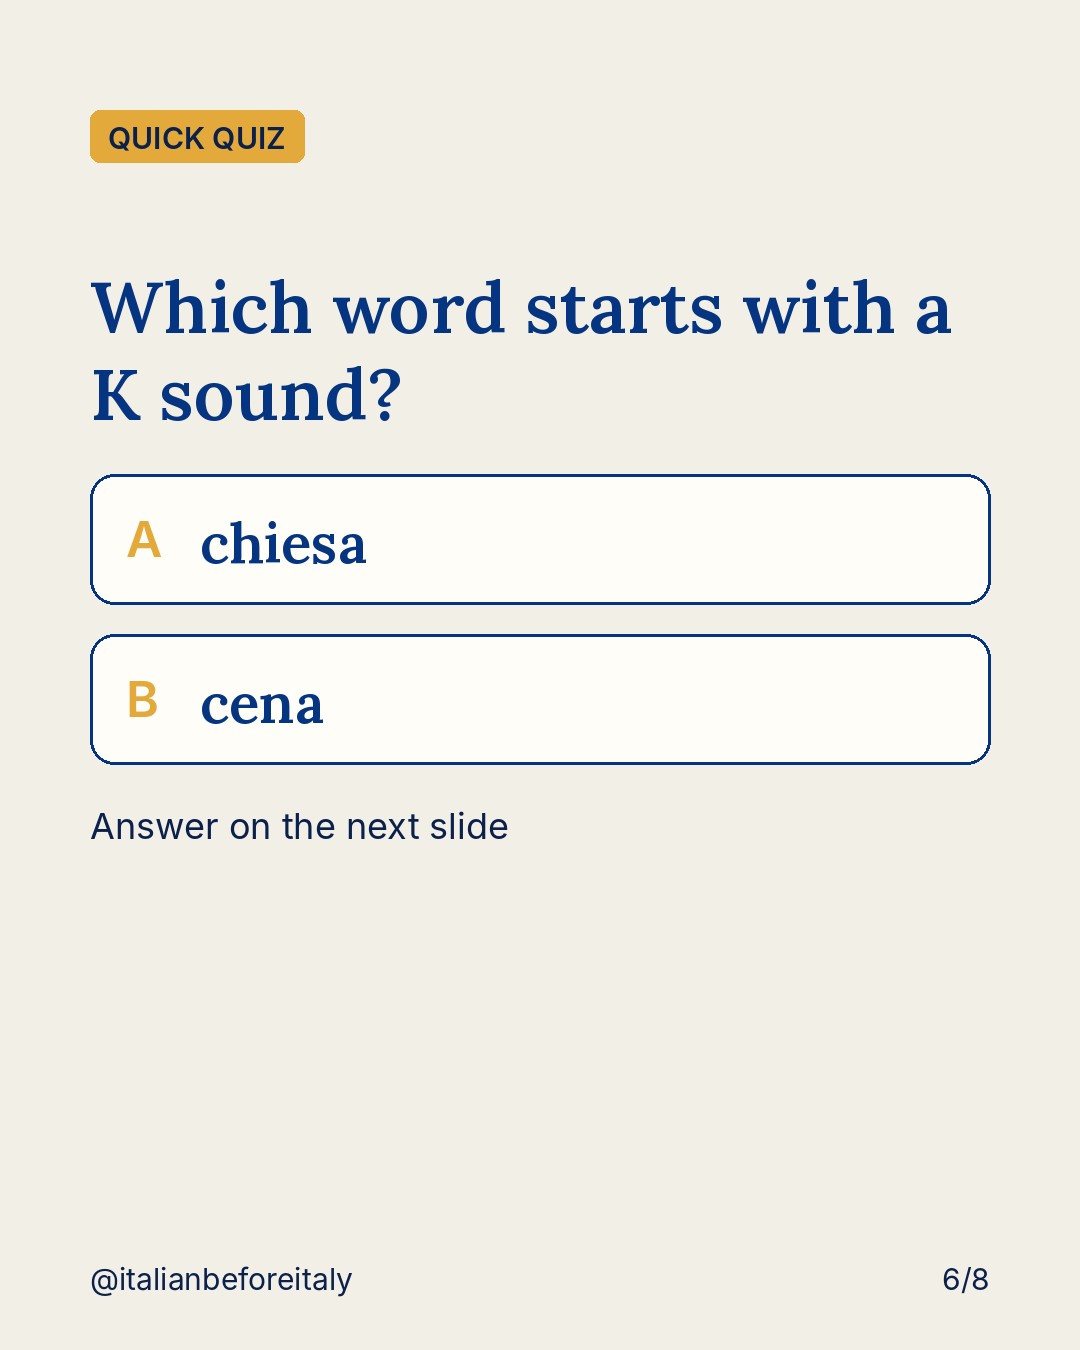 QUICK QUIZ
Which word starts with a
K sound?
A chiesa
B cena
Answer on the next slide
@italianbeforeitaly 6/8